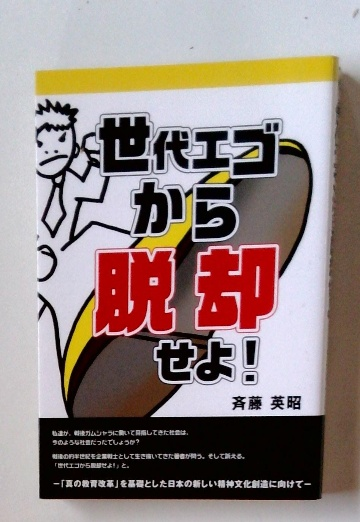 世代エゴ
から
脱却
せよ!
斉藤 英昭
私達が、戦後ガムシャラに働いて目指してきた社会は、
今のような社会だったでしょうか?
戦後の約半世紀を企業戦士として生き抜いてきた著者が問う。そして訴える。
「世代エゴから脱却せよ!」と。
−「真の教育改革」を基礎とした日本の新しい精神文化創造に向けて−